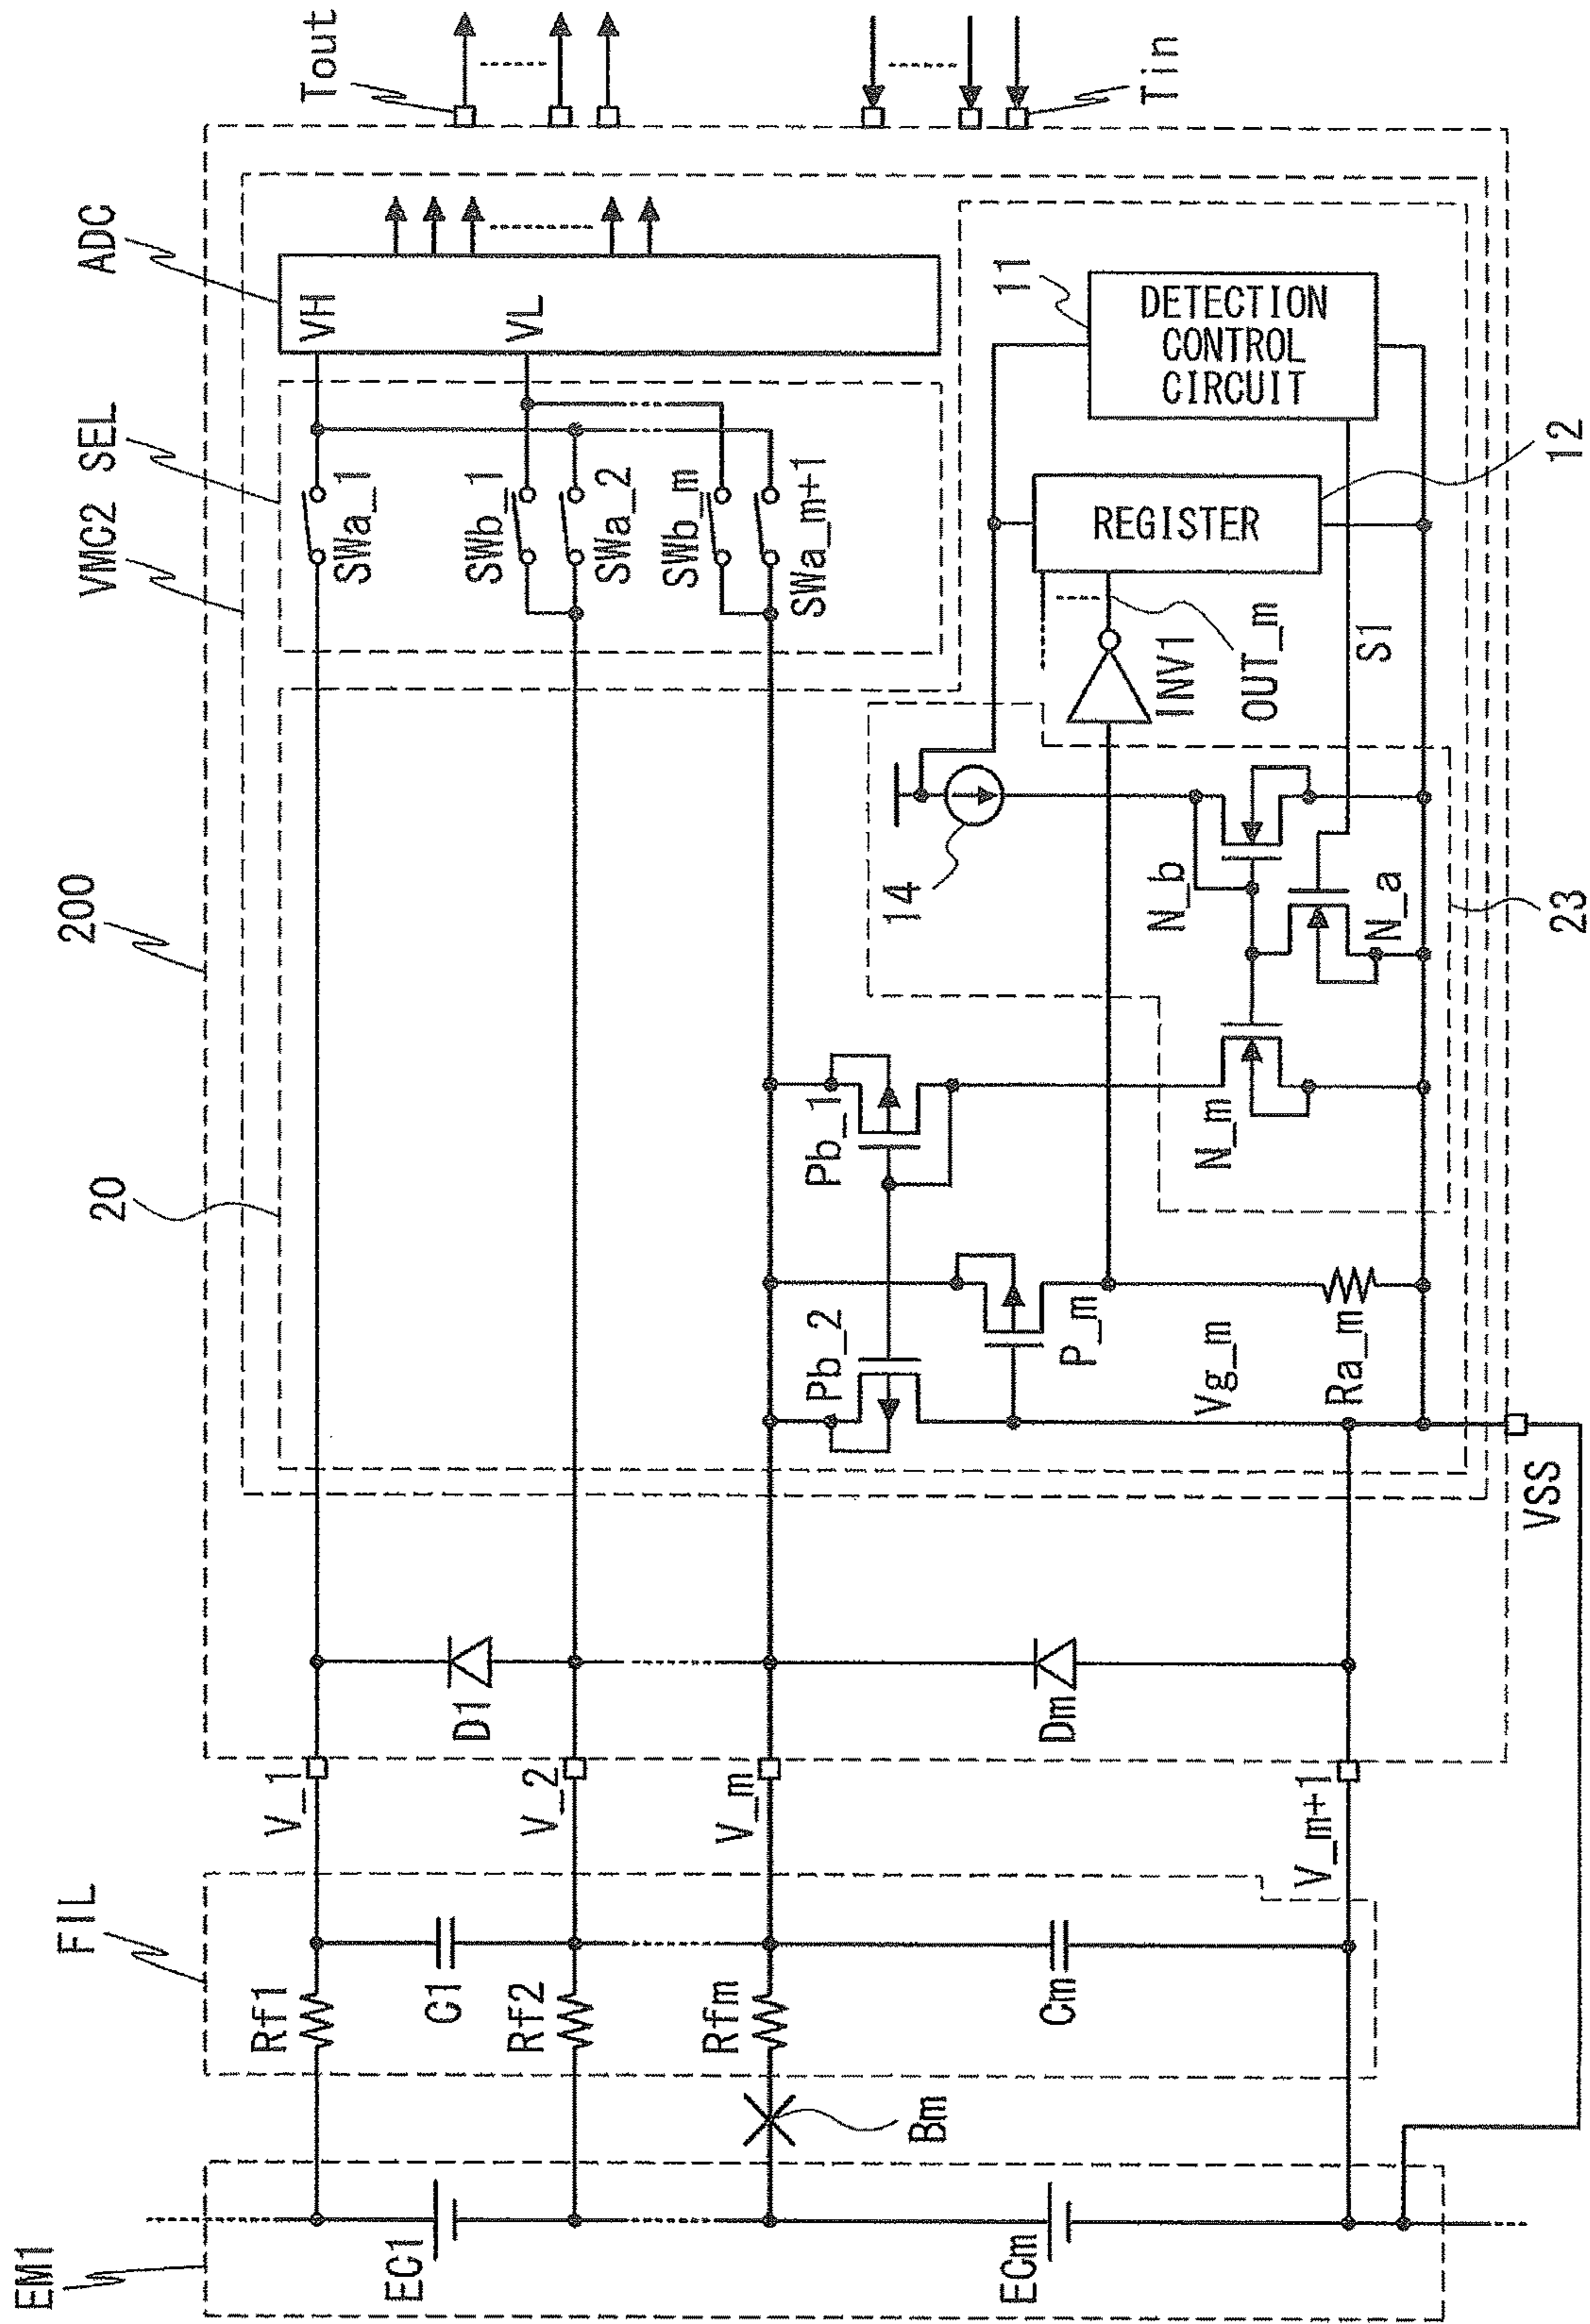 Tout
Tin
ADC
VH
VL
11
DETECTION
CONTROL
CIRCUIT
SEL
VMC2
SWa_1
SWb_1
SWa_2
SWb_m
SWa_m+1
REGISTER
12
INV1
OUT_m
S1
200
14
N_b
N_a
23
20
Pb_1
N_m
Pb_2
P_m
Vg_m
Ra_m
VSS
D1
Dm
V_1
V_2
V_m
V_m+1
FIL
Rf1
C1
Rf2
Rfm
Cm
Bm
EM1
EC1
ECm